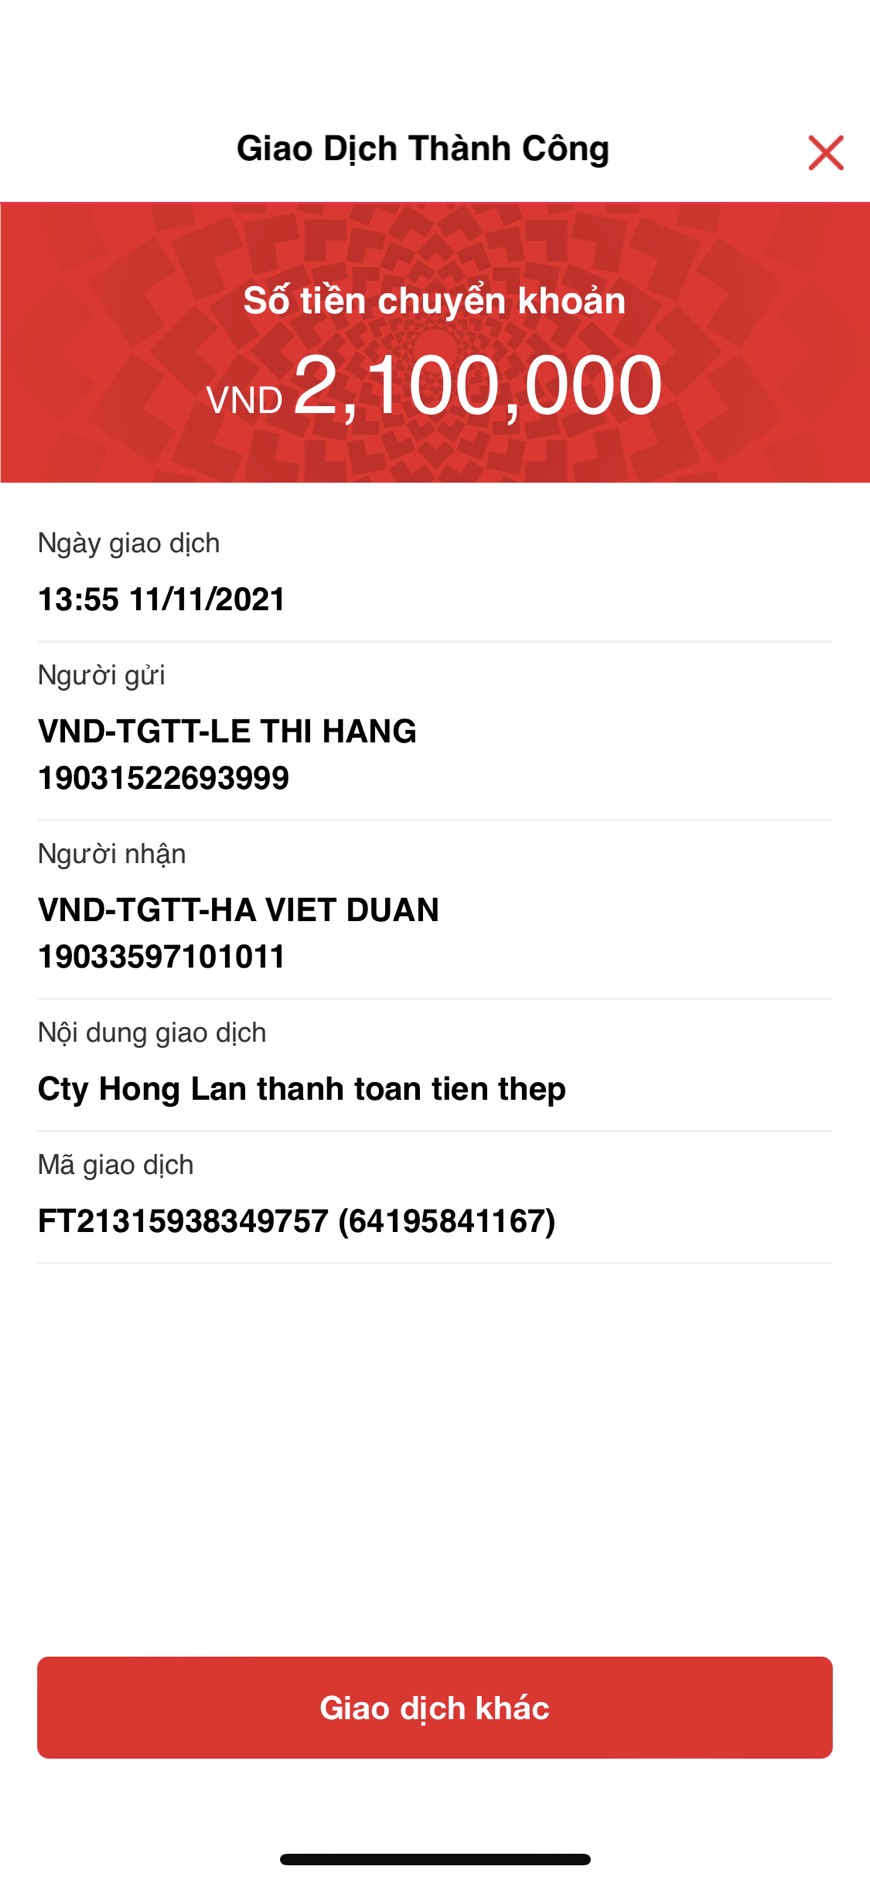 Giao Dịch Thành Công
Số tiền chuyển khoản
VND 2,100,000
Ngày giao dịch
13:55 11/11/2021
Người gửi
VND-TGTT-LE THI HANG
19031522693999
Người nhận
VND-TGTT-HA VIET DUAN
19033597101011
Nội dung giao dịch
Cty Hong Lan thanh toan tien thep
Mã giao dịch
FT21315938349757 (64195841167)
Giao dịch khác